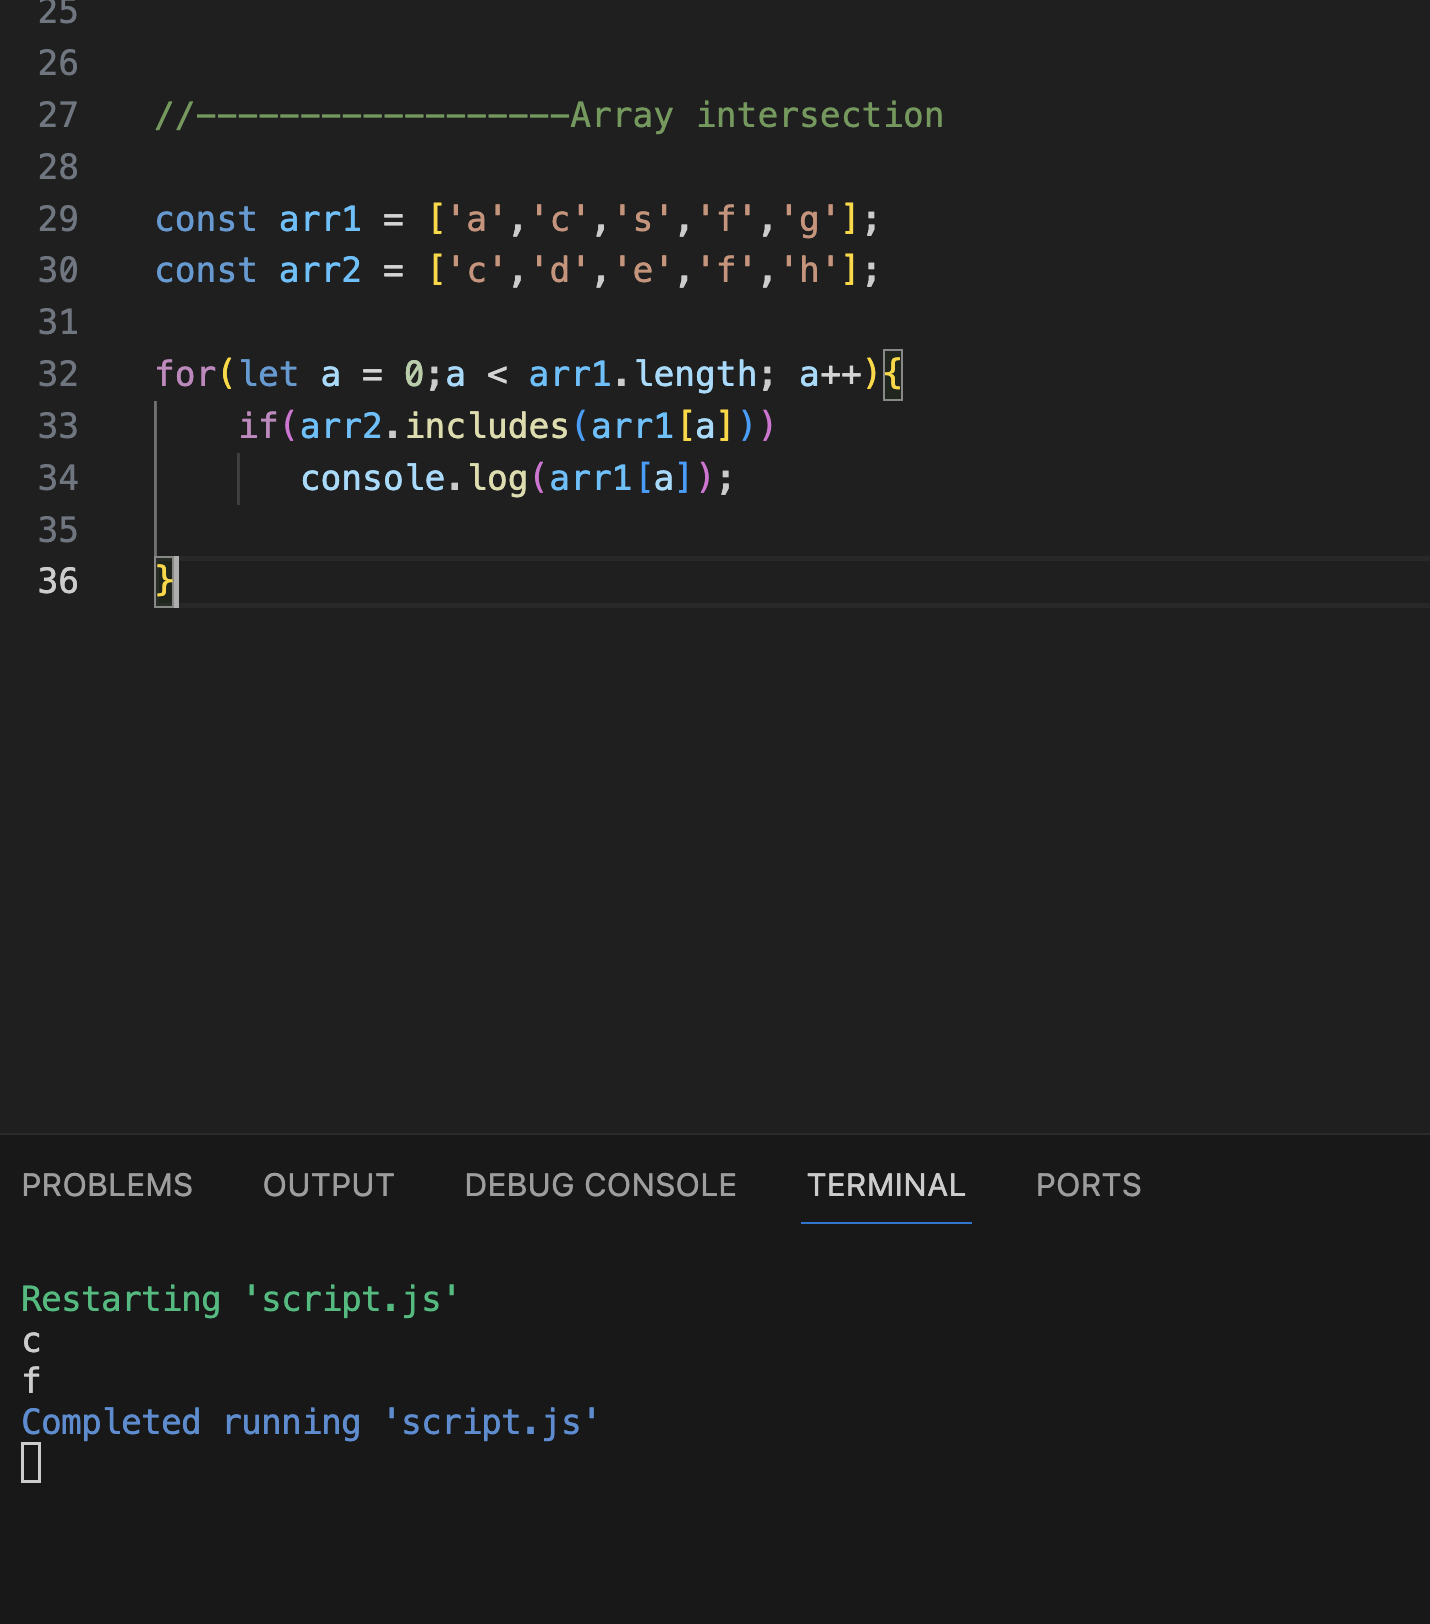 25
26
27 //------------------Array intersection
28
29 const arr1 = ['a','c','s','f','g'];
30 const arr2 = ['c','d','e','f','h'];
31
32 for(let a = 0;a < arr1.length; a++){
33     if(arr2.includes(arr1[a]))
34        console.log(arr1[a]);
35
36 }
PROBLEMS OUTPUT DEBUG CONSOLE TERMINAL PORTS
Restarting 'script.js'
c
f
Completed running 'script.js'